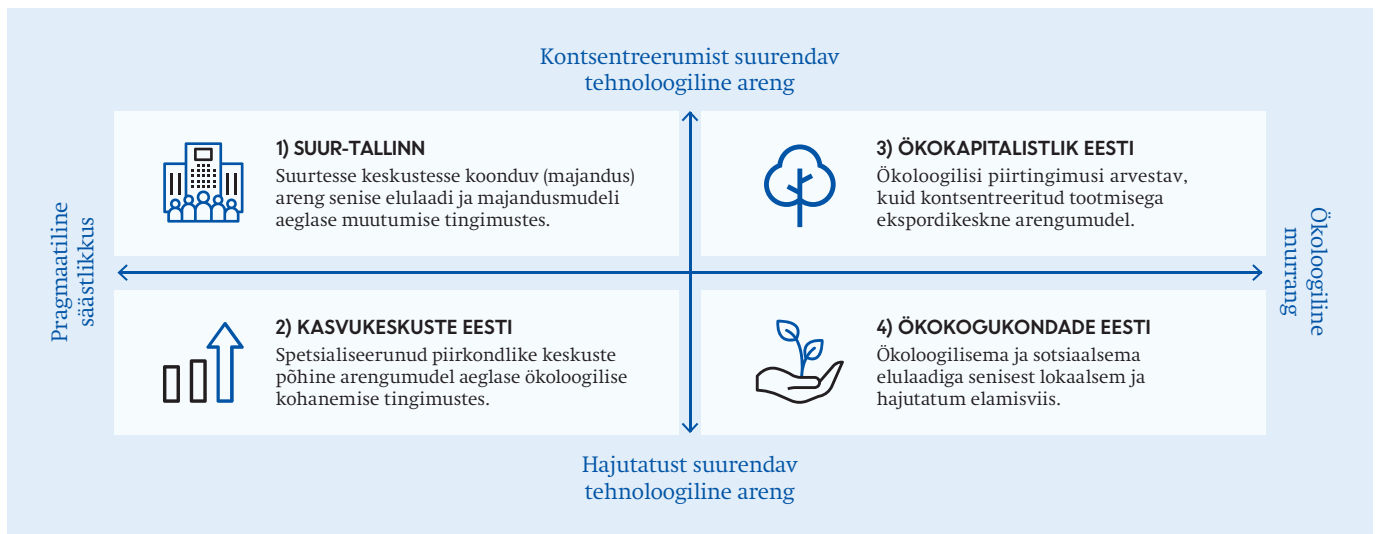 Kontsentreerumist suurendav
tehnoloogiline areng
Pragmaatiline
säästlikkus
1) SUUR-TALLINN
Suurtesse keskustesse koonduv (majandus)
areng senise elulaadi ja majandusmudeli
aeglase muutumise tingimustes.
3) ÖKOKAPITALISTLIK EESTI
Ökoloogilisi piirtingimusi arvestav,
kuid kontsentreeritud tootmisega
ekspordikeskne arengumudel.
2) KASVUKESKUSTE EESTI
Spetsialiseerunud piirkondlike keskuste
põhine arengumudel aeglase ökoloogilise
kohanemise tingimustes.
4) ÖKOKOGUKONDADE EESTI
Ökoloogilisema ja sotsiaalsema
elulaadiga senisest lokaalsem ja
hajutatum elamisviis.
Ökoloogiline
murrang
Hajutatust suurendav
tehnoloogiline areng